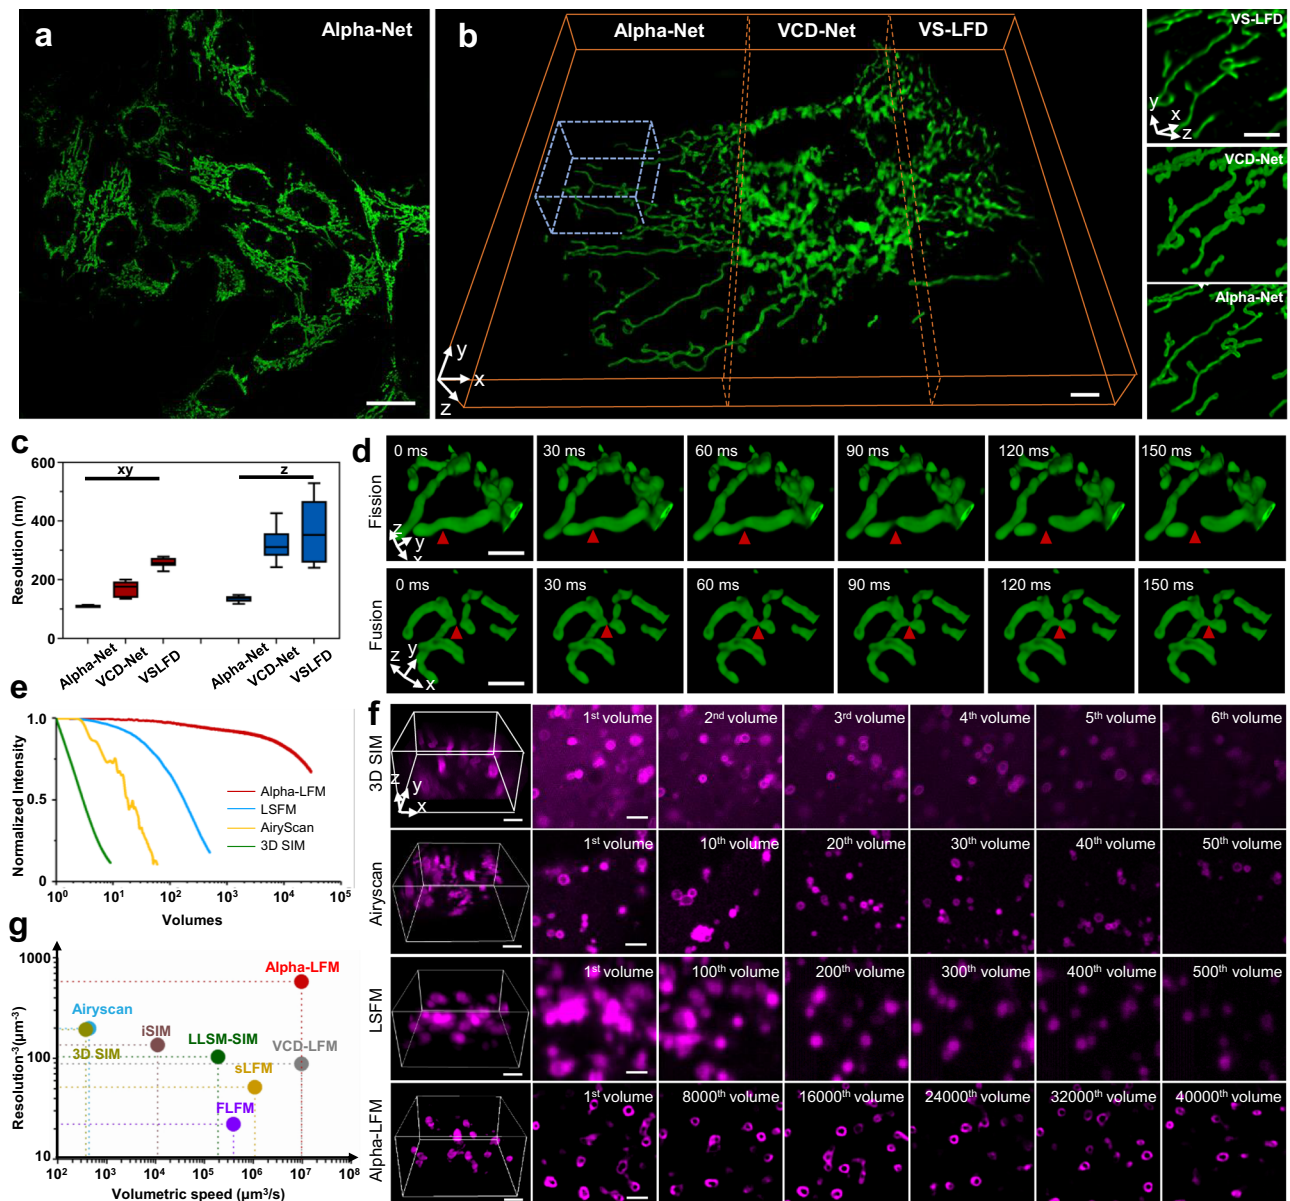 a
Alpha-Net
b
Alpha-Net
VCD-Net
VS-LFD
y
x
z
VS-LFD
y
x
z
VCD-Net
Alpha-Net
c
600
400
200
0
Resolution (nm)
xy
z
Alpha-Net
VCD-Net
VSLFD
Alpha-Net
VCD-Net
VSLFD
d
Fission
0 ms
30 ms
60 ms
90 ms
120 ms
150 ms
z
y
x
Fusion
0 ms
30 ms
60 ms
90 ms
120 ms
150 ms
z
y
x
e
1.0
0.5
0
Normalized Intensity
Alpha-LFM
LSFM
AiryScan
3D SIM
10⁰
10¹
10²
10³
10⁴
10⁵
Volumes
f
3D SIM
z
y
x
1st volume
2nd volume
3rd volume
4th volume
5th volume
6th volume
Airyscan
1st volume
10th volume
20th volume
30th volume
40th volume
50th volume
LSFM
1st volume
100th volume
200th volume
300th volume
400th volume
500th volume
Alpha-LFM
1st volume
8000th volume
16000th volume
24000th volume
32000th volume
40000th volume
g
1000
100
10
Resolution⁻³(µm⁻³)
Alpha-LFM
Airyscan
3D SIM
iSIM
LLSM-SIM
VCD-LFM
sLFM
FLFM
10²
10³
10⁴
10⁵
10⁶
10⁷
10⁸
Volumetric speed (µm³/s)